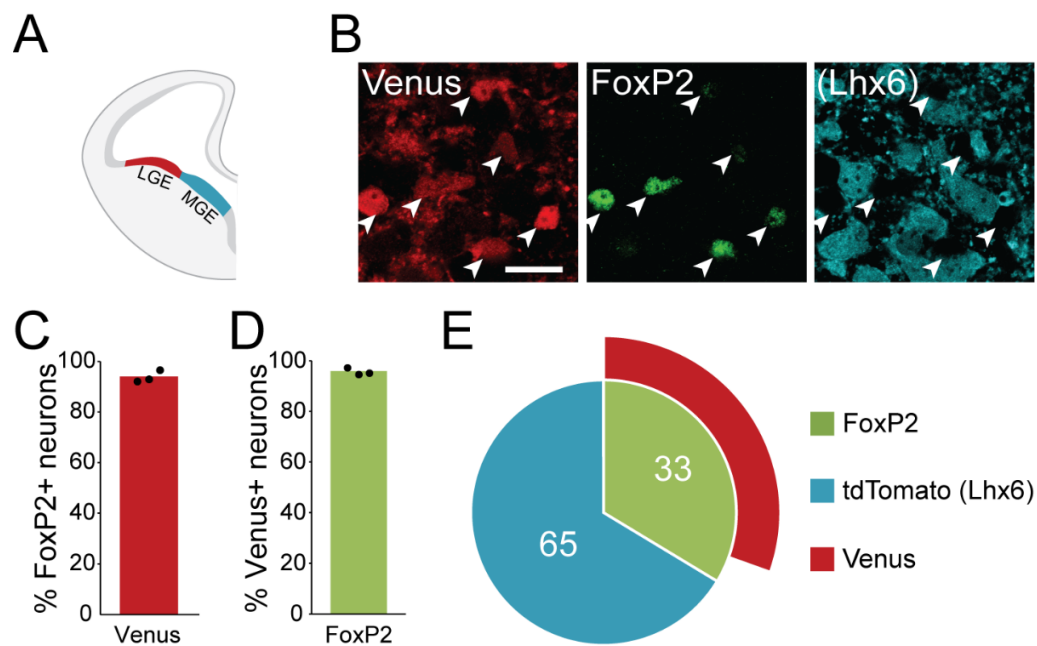 A
LGE
MGE
B
Venus
FoxP2
(Lhx6)
C
% FoxP2+ neurons
100
80
60
40
20
0
Venus
D
% Venus+ neurons
100
80
60
40
20
0
FoxP2
E
33
65
FoxP2
tdTomato (Lhx6)
Venus